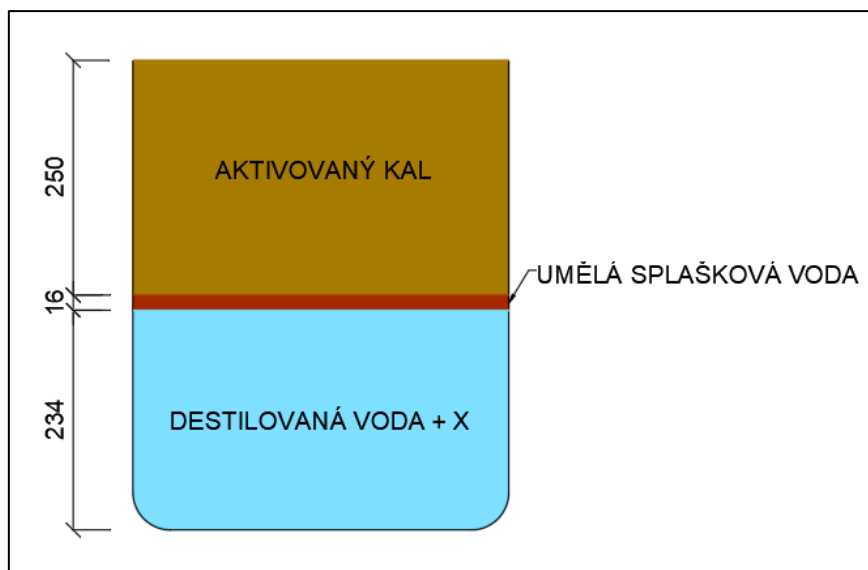 250
AKTIVOVANÝ KAL
16
UMĚLÁ SPLAŠKOVÁ VODA
234
DESTILOVANÁ VODA + X